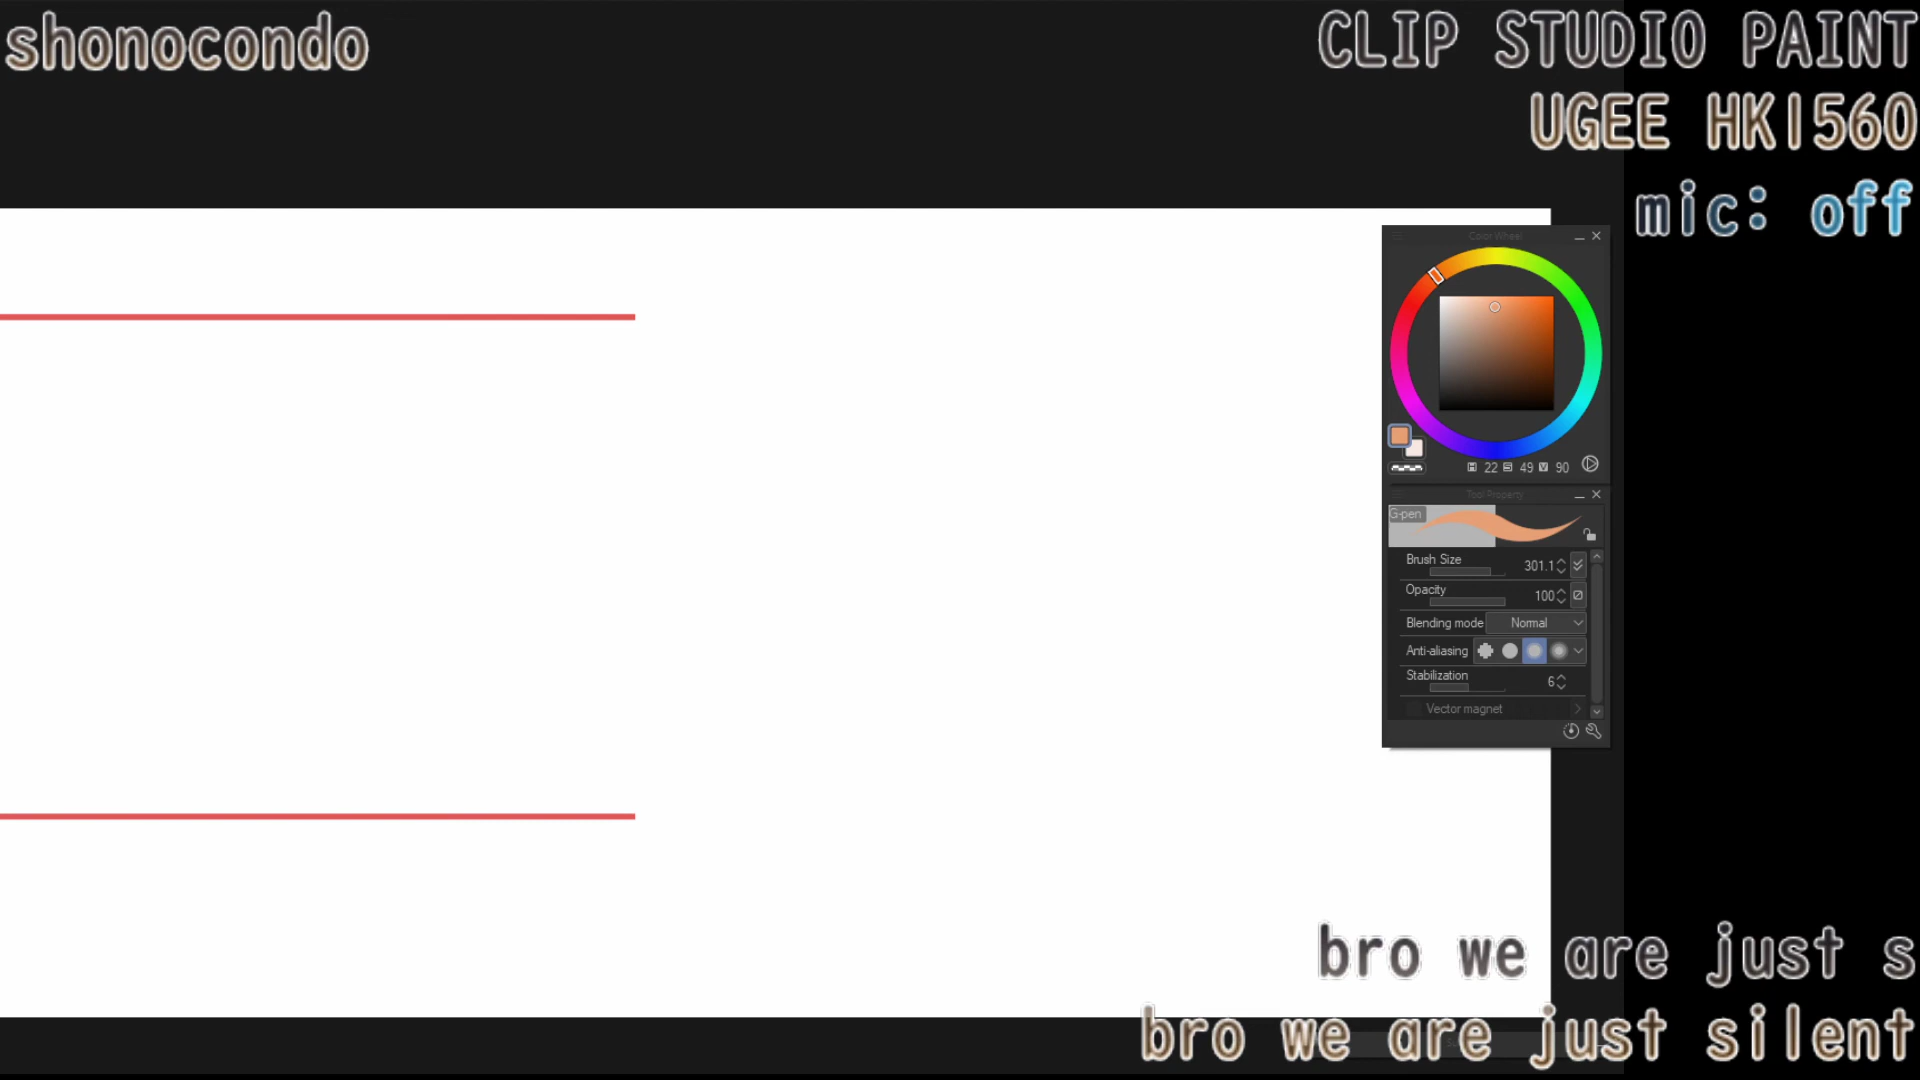 shonocondo
CLIP STUDIO PAINT
UGEE HK1560
mic: off
Color Wheel
H 22 S 49 V 90
Tool Property
G-pen
Brush Size 301.1
Opacity 100
Blending mode Normal
Anti-aliasing
Stabilization 6
Vector magnet
bro we are just s
bro we are just silent